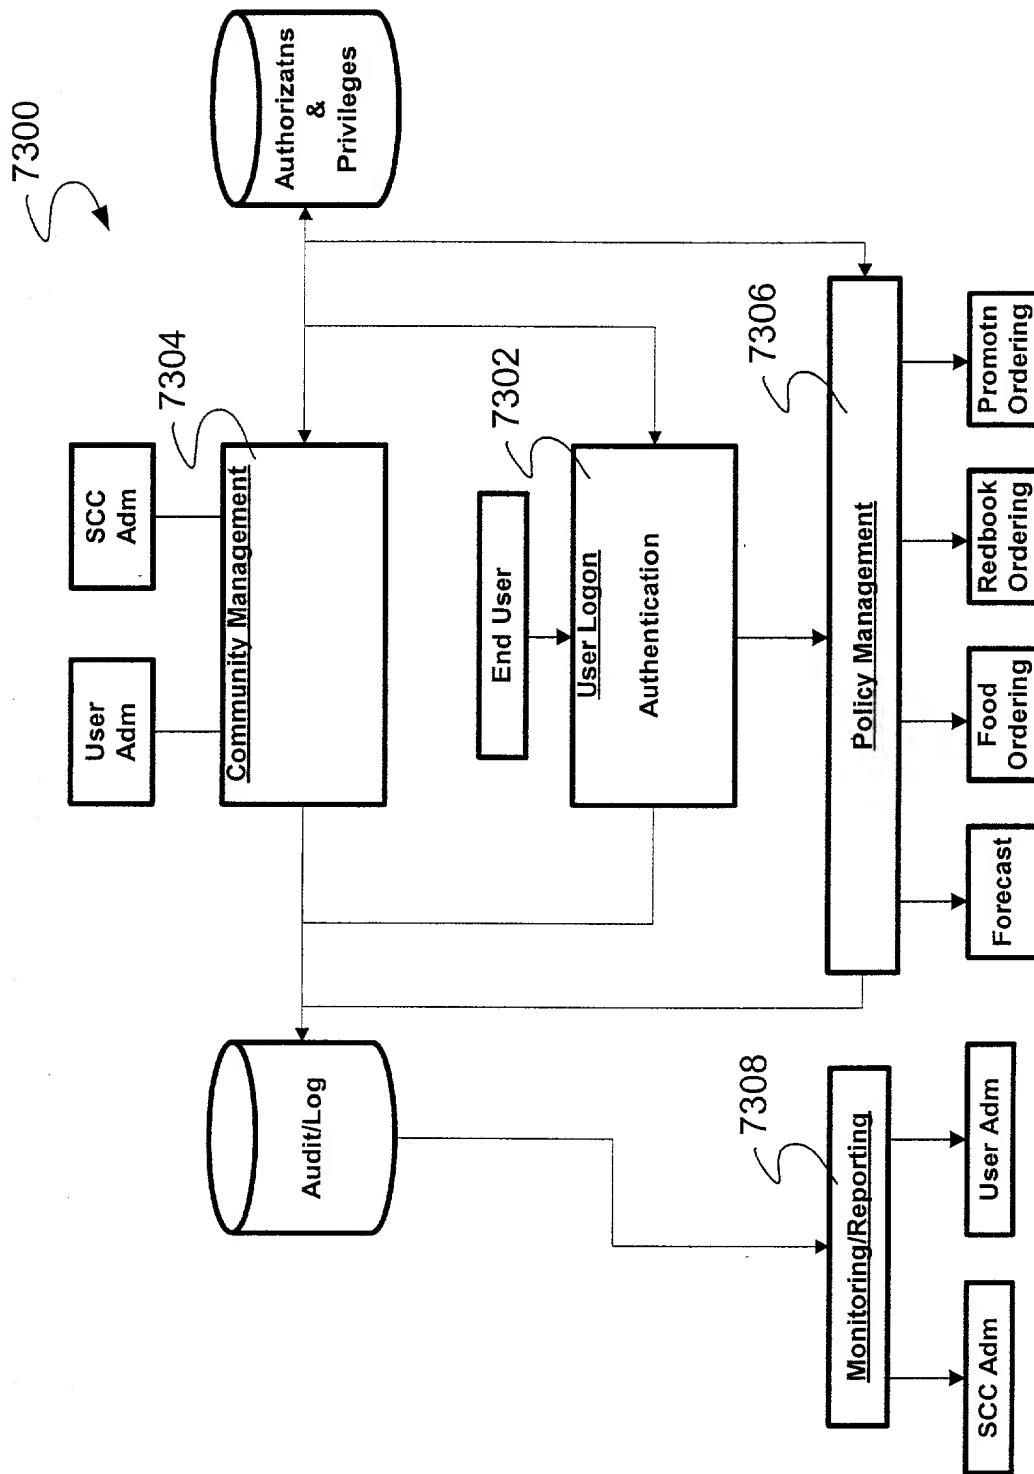 7300
User
Adm
SCC
Adm
7304
Community Management
Authorizatns
&
Privileges
Audit/Log
End User
7302
User Logon
Authentication
7306
Policy Management
7308
Monitoring/Reporting
SCC Adm
User Adm
Forecast
Food
Ordering
Redbook
Ordering
Promotn
Ordering